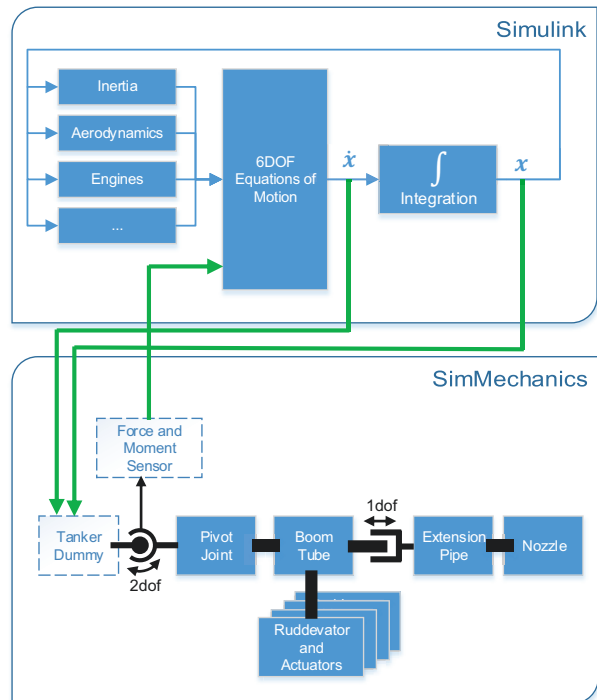 Simulink
Inertia
Aerodynamics
Engines
...
6DOF
Equations of
Motion
ẋ
∫
Integration
x
SimMechanics
Force and
Moment
Sensor
1dof
Tanker
Dummy
2dof
Pivot
Joint
Boom
Tube
Extension
Pipe
Nozzle
Ruddevator
and
Actuators